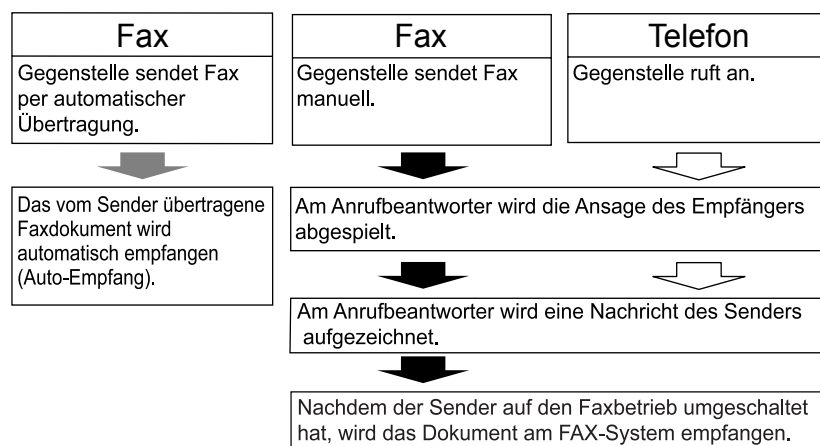 Fax
Gegenstelle sendet Fax
per automatischer
Übertragung.
Das vom Sender übertragene
Faxdokument wird
automatisch empfangen
(Auto-Empfang).
Fax
Gegenstelle sendet Fax
manuell.
Telefon
Gegenstelle ruft an.
Am Anrufbeantworter wird die Ansage des Empfängers
abgespielt.
Am Anrufbeantworter wird eine Nachricht des Senders
aufgezeichnet.
Nachdem der Sender auf den Faxbetrieb umgeschaltet
hat, wird das Dokument am FAX-System empfangen.